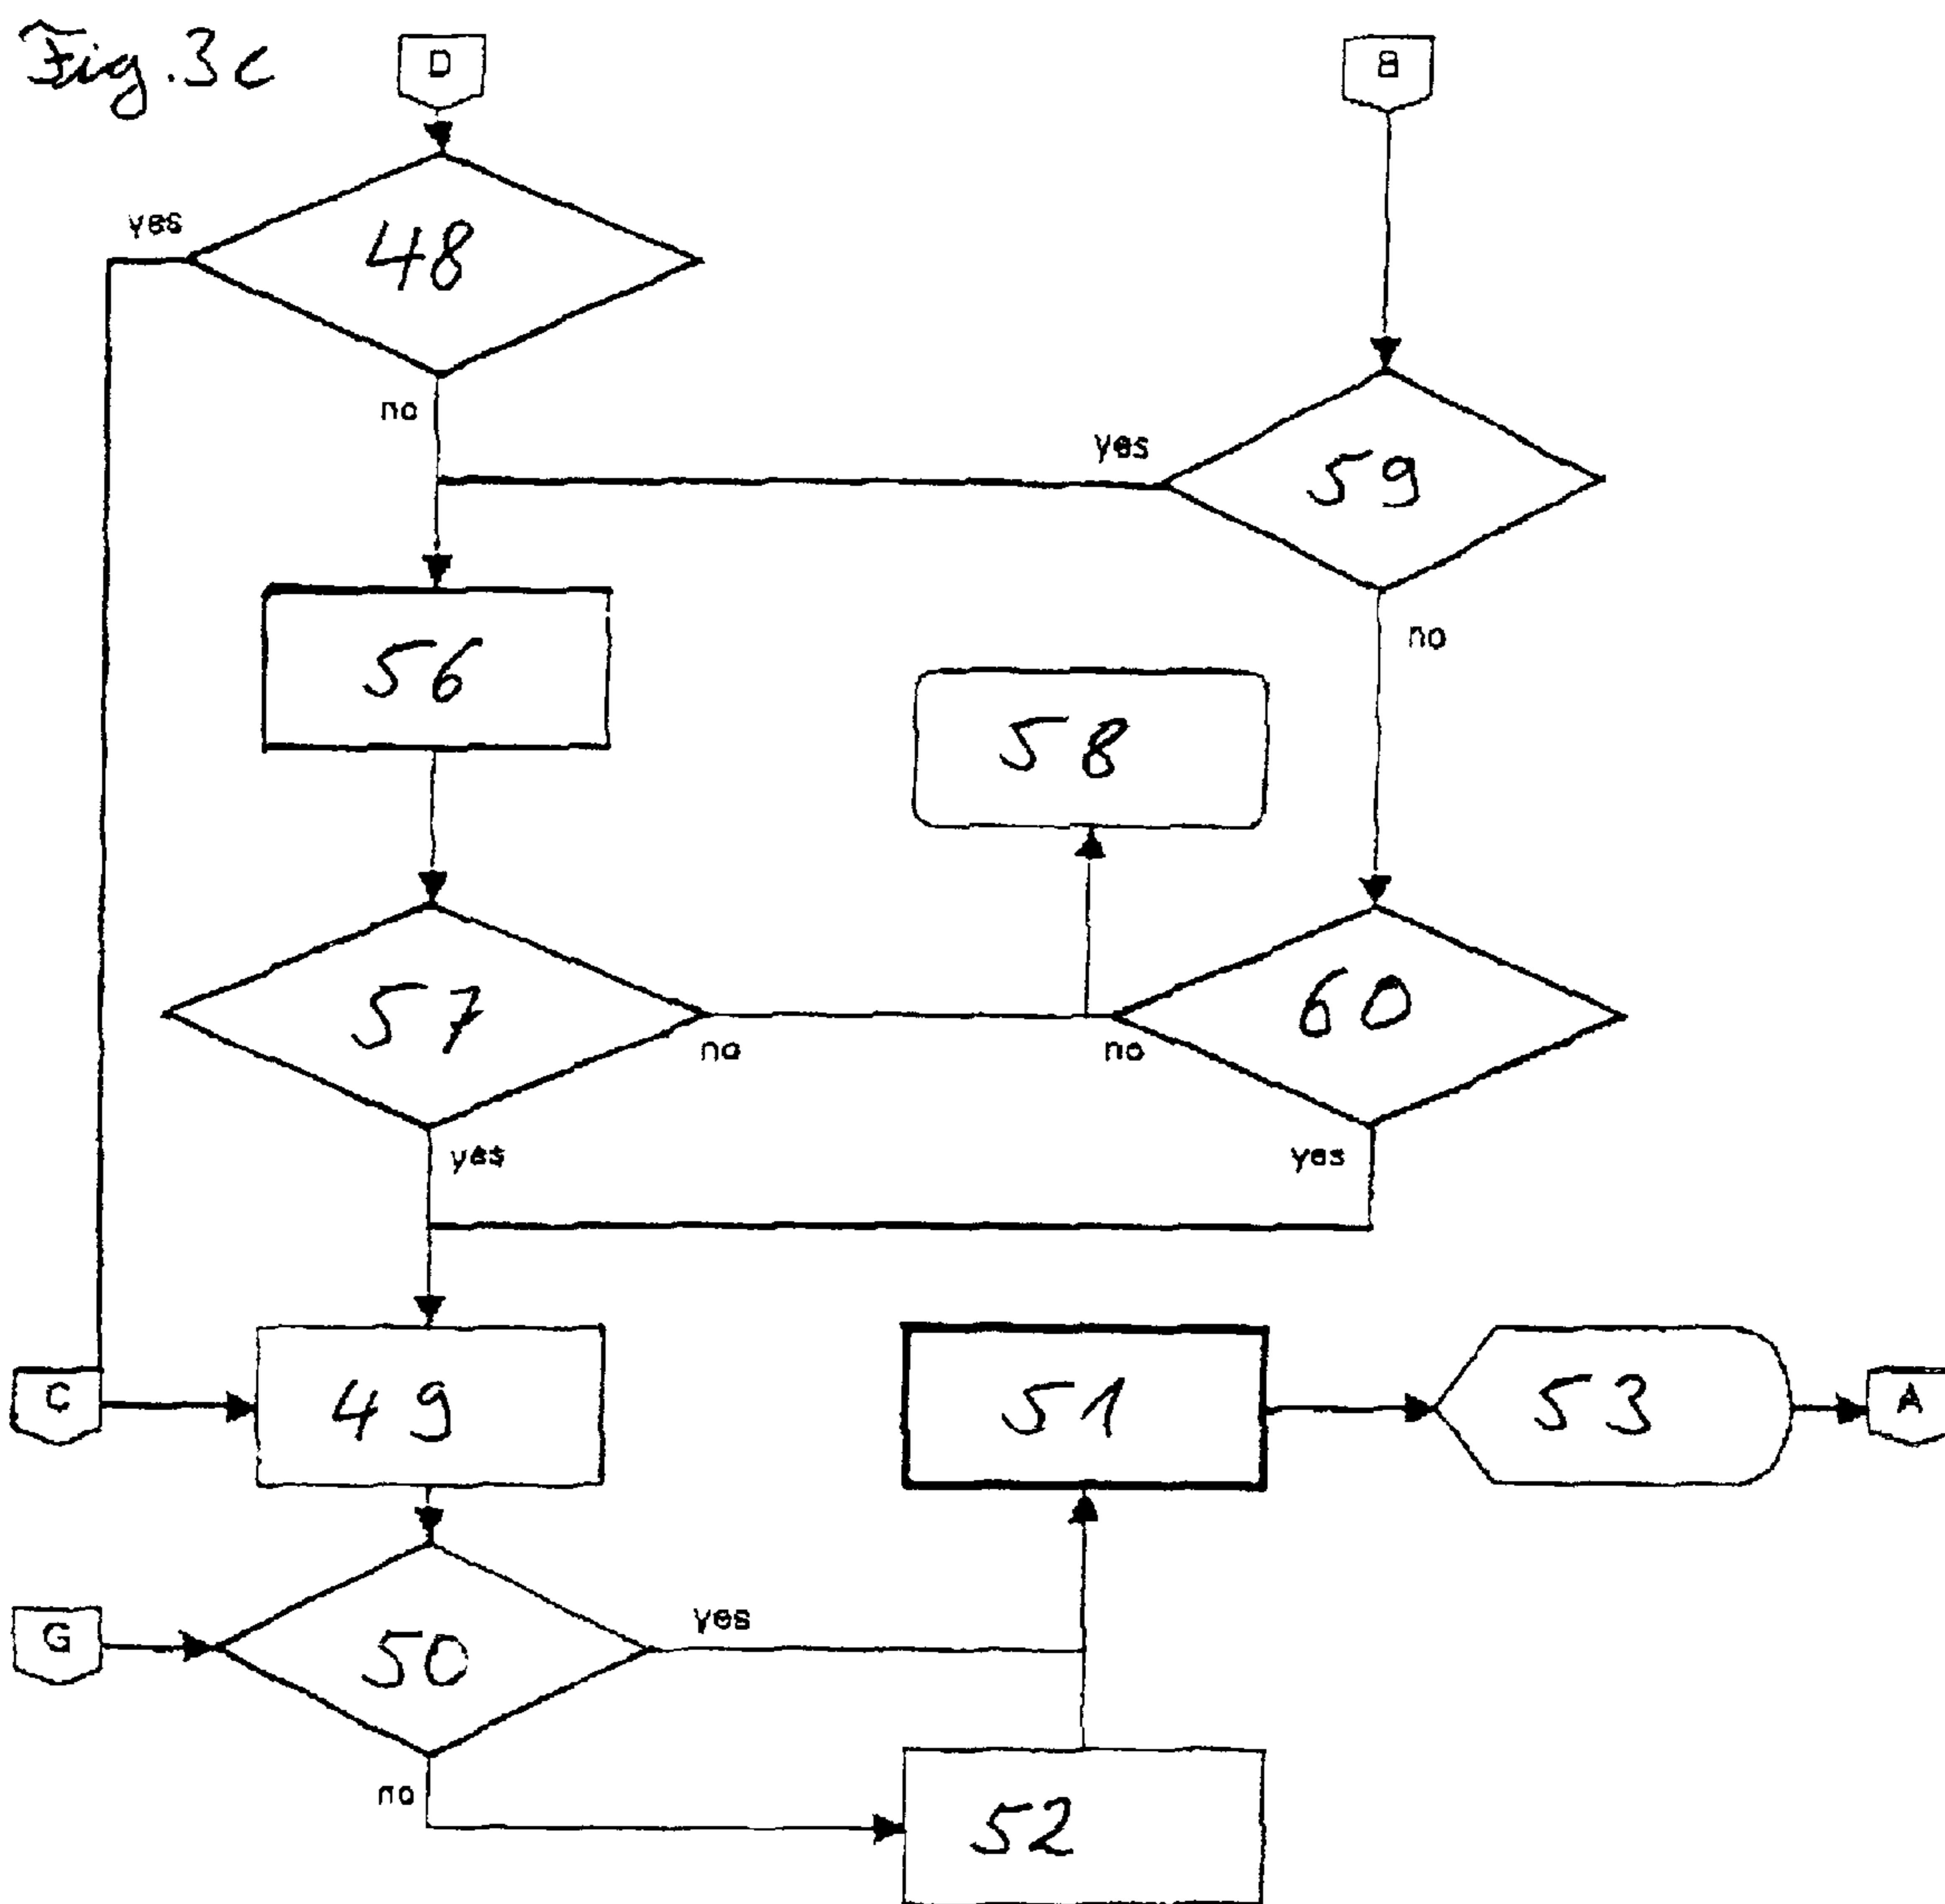 Fig. 3c
D
B
yes
48
no
yes
59
56
no
58
57
60
no
no
yes
yes
C
49
51
53
A
G
50
yes
no
52